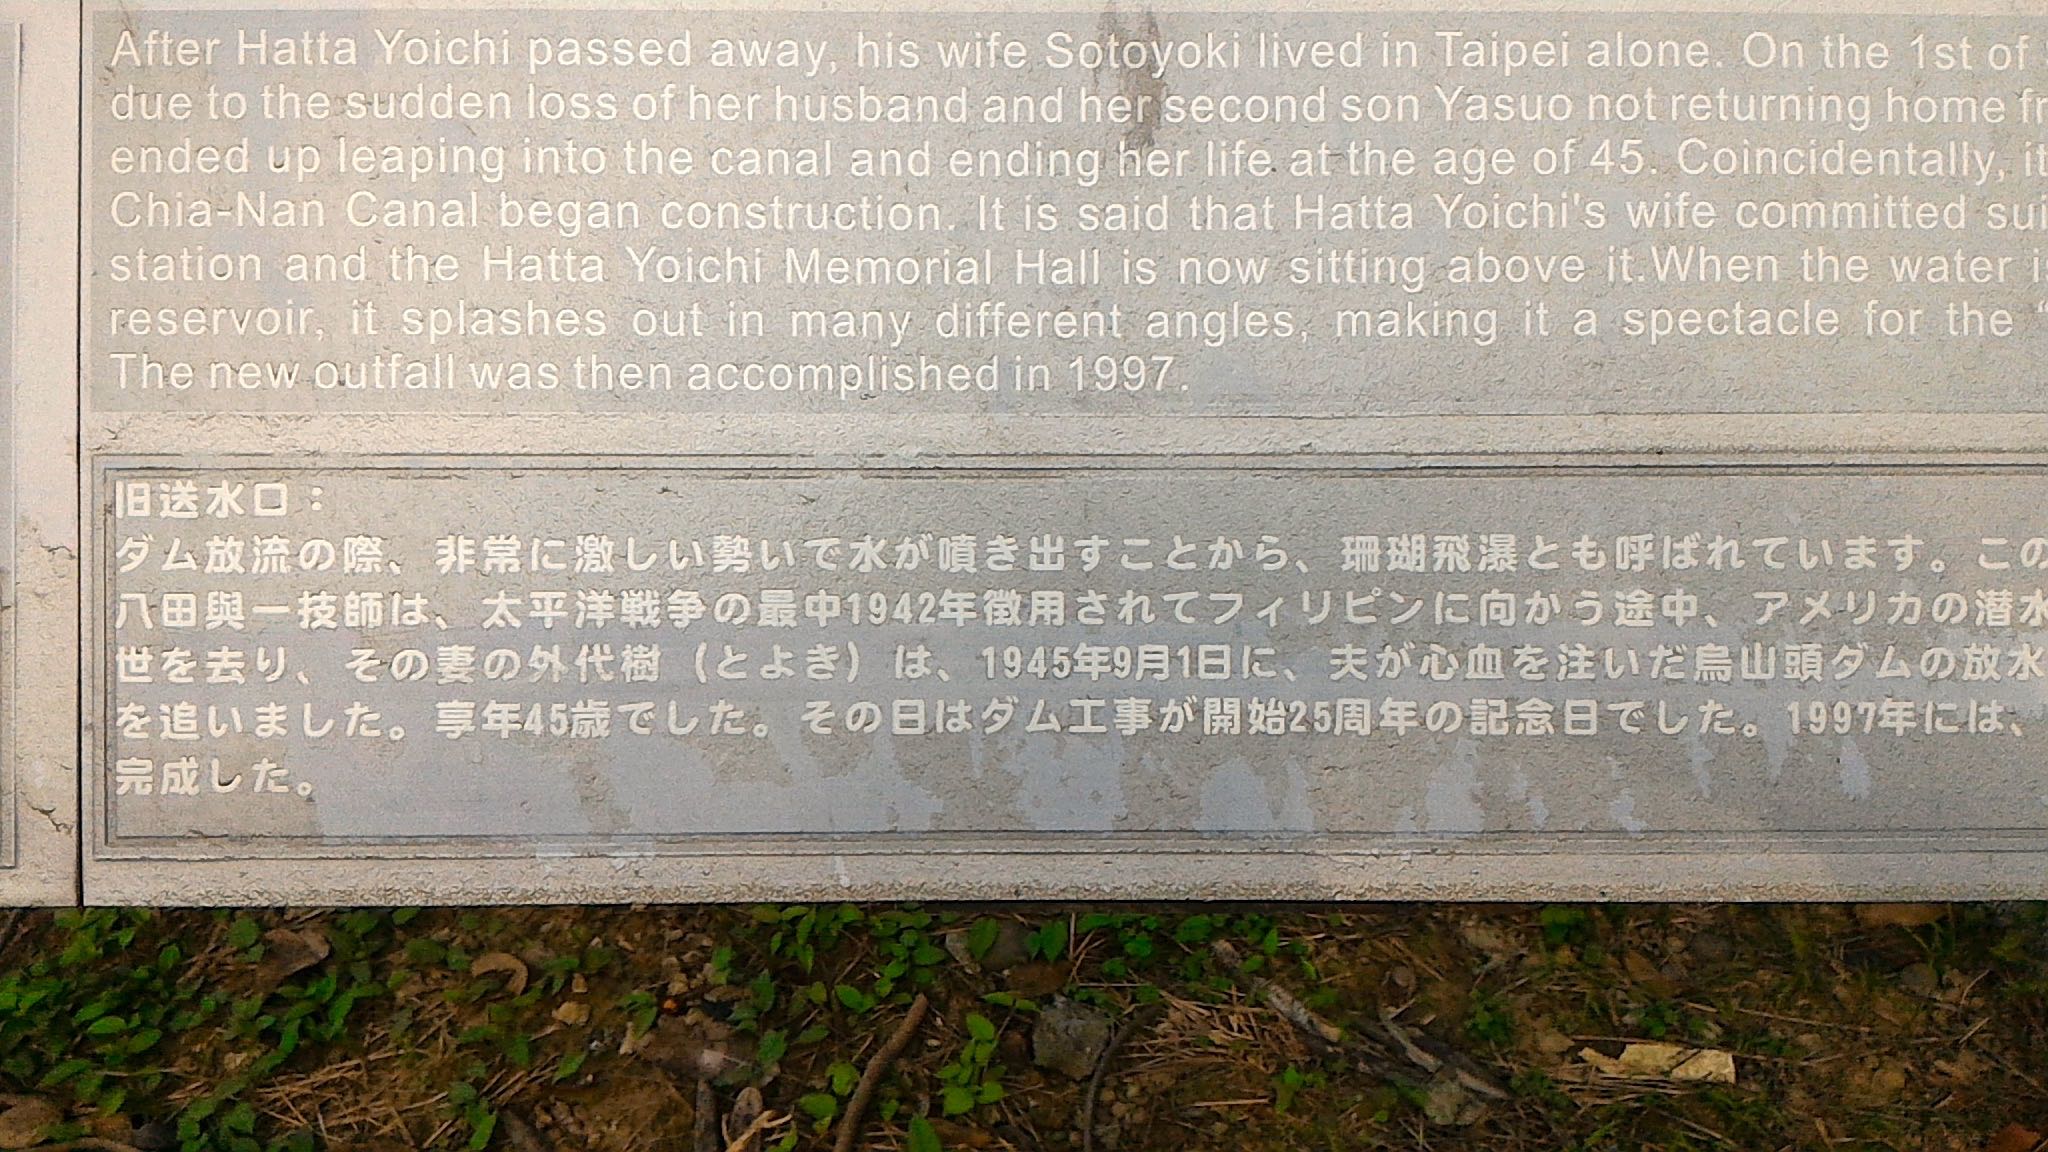 After Hatta Yoichi passed away, his wife Sotoyoki lived in Taipei alone. On the 1st of
due to the sudden loss of her husband and her second son Yasuo not returning home
ended up leaping into the canal and ending her life at the age of 45. Coincidentally, it
Chia-Nan Canal began construction. It is said that Hatta Yoichi's wife committed
station and the Hatta Yoichi Memorial Hall is now sitting above it.When the water
reservoir, it splashes out in many different angles, making it a spectacle for the “
The new outfall was then accomplished in 1997.
旧送水口：
ダム放流の際、非常に激しい勢いで水が噴き出すことから、珊瑚飛瀑とも呼ばれています。この
八田與一技師は、太平洋戦争の最中1942年徴用されてフィリピンに向かう途中、アメリカの潜水
世を去り、その妻の外代樹（とよき）は、1945年9月1日に、夫が心血を注いだ烏山頭ダムの放水
を追いました。享年45歳でした。その日はダム工事が開始25周年の記念日でした。1997年には、
完成した。